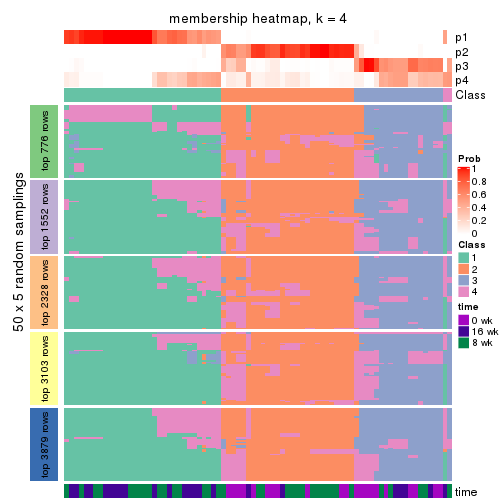 membership heatmap, k = 4
p1
p2
p3
p4
Class
50 x 5 random samplings
top 776 rows
top 1552 rows
top 2328 rows
top 3103 rows
top 3879 rows
time
Prob
1
0.8
0.6
0.4
0.2
0
Class
1
2
3
4
time
0 wk
16 wk
8 wk